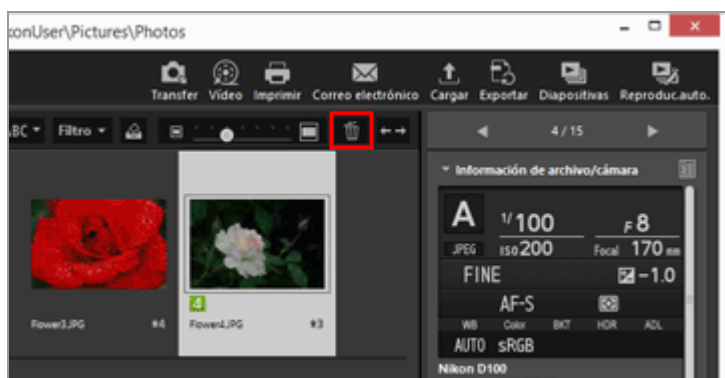 konUser\Pictures\Photos
Transfer Vídeo Imprimir Correo electrónico Cargar Exportar Diapositivas Reproduc.auto.
ABC Filtro 4/15
Información de archivo/cámara
A 1/100 F8
JPEG ISO200 Focal 170 mm
FINE -1.0
AF-S
WB Color BKT HDR ADL
AUTO sRGB
4
Flower3.JPG ★4 Flower4.JPG ★3
Nikon D100